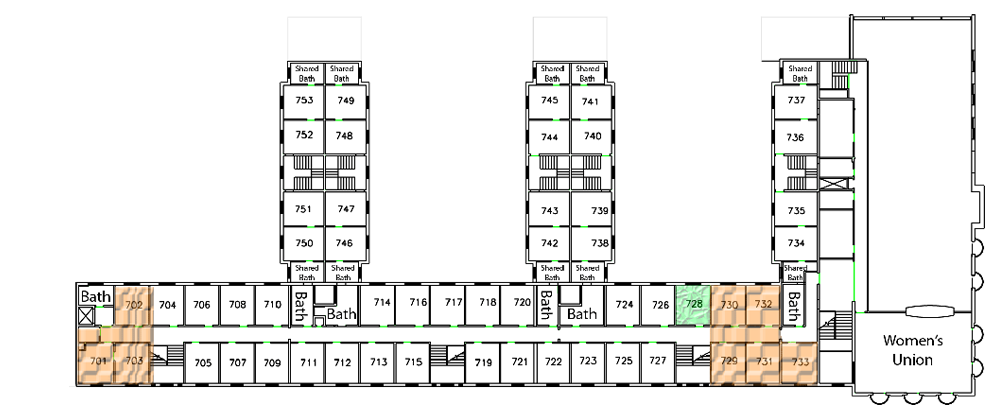 Shared Bath Shared Bath
Shared Bath Shared Bath
Shared Bath
753 749
745 741
737
752 748
744 740
736
751 747
743 739
735
750 746
742 738
734
Shared Bath Shared Bath
Shared Bath Shared Bath
Shared Bath
Bath 702 704 706 708 710 Bath Bath 714 716 717 718 720 Bath Bath 724 726 728 730 732 Bath
701 703 705 707 709 711 712 713 715 719 721 722 723 725 727 729 731 733
Women's
Union